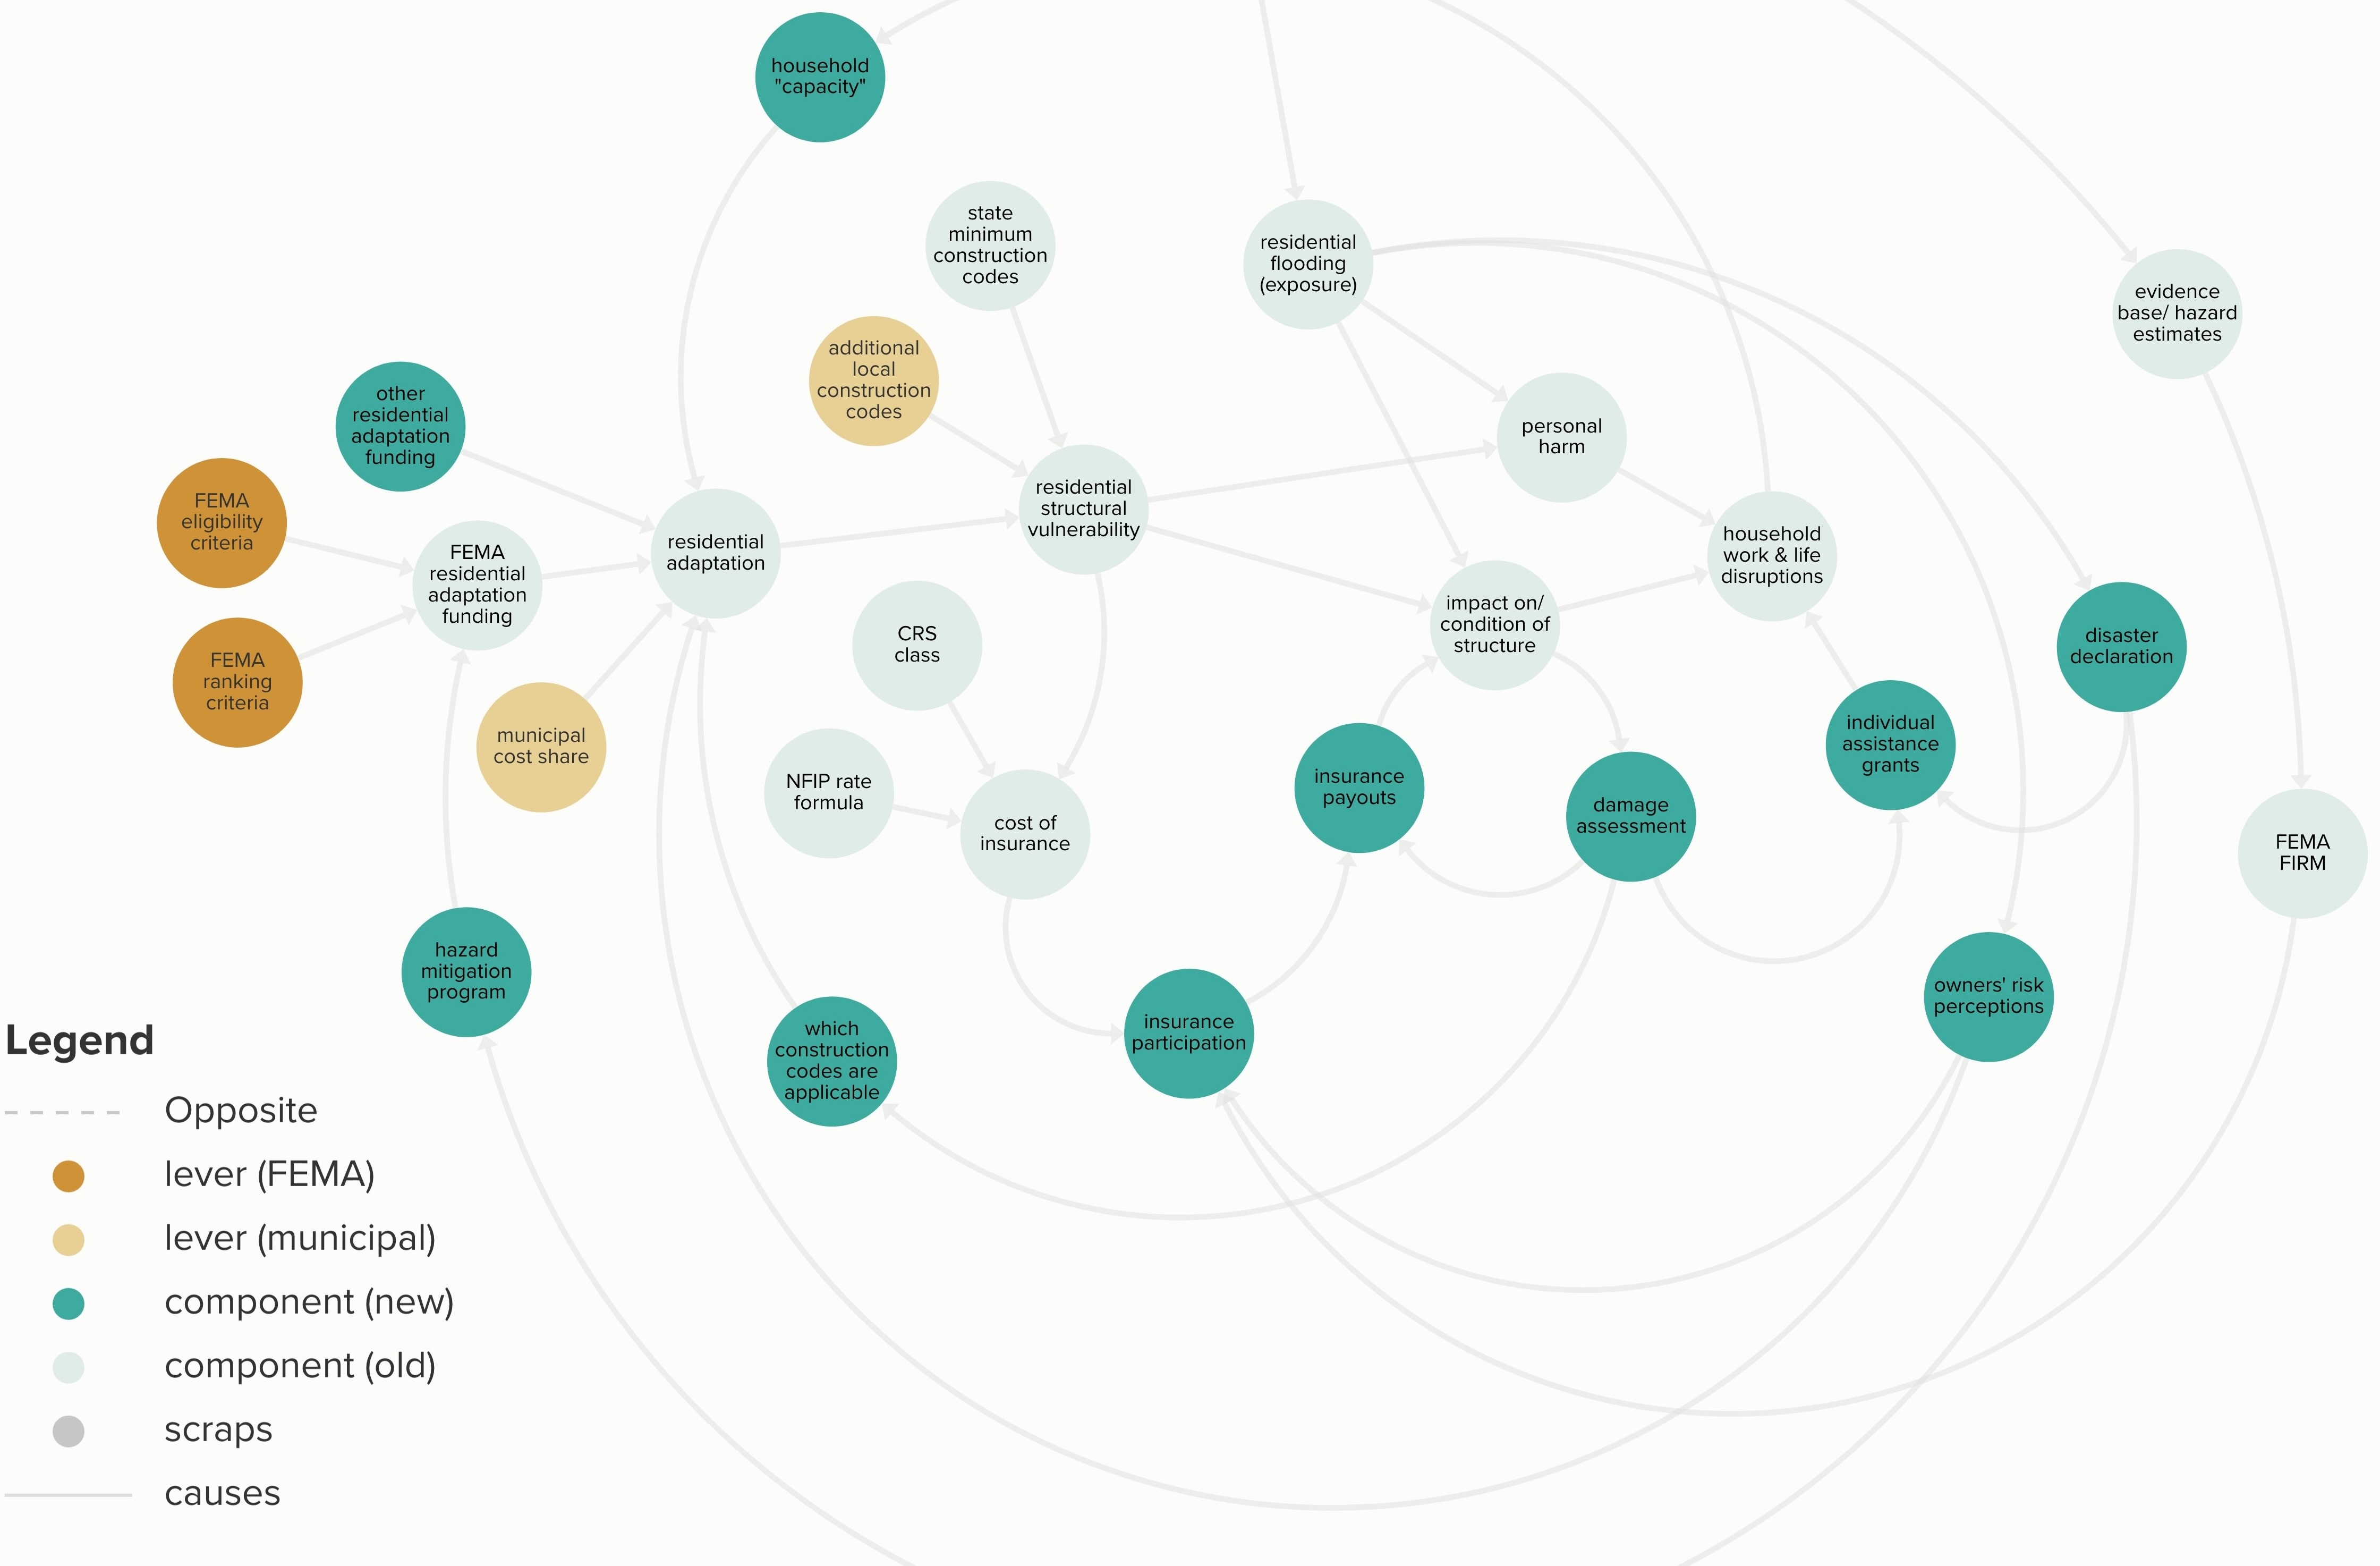 household
"capacity"
state
minimum
construction
codes
residential
flooding
(exposure)
evidence
base/ hazard
estimates
additional
local
construction
codes
other
residential
adaptation
funding
personal
harm
FEMA
eligibility
criteria
residential
structural
vulnerability
FEMA
residential
adaptation
funding
residential
adaptation
household
work & life
disruptions
impact on/
condition of
structure
CRS
class
disaster
declaration
FEMA
ranking
criteria
municipal
cost share
individual
assistance
grants
NFIP rate
formula
insurance
payouts
damage
assessment
cost of
insurance
FEMA
FIRM
hazard
mitigation
program
owners' risk
perceptions
which
construction
codes are
applicable
insurance
participation
Legend
Opposite
lever (FEMA)
lever (municipal)
component (new)
component (old)
scraps
causes